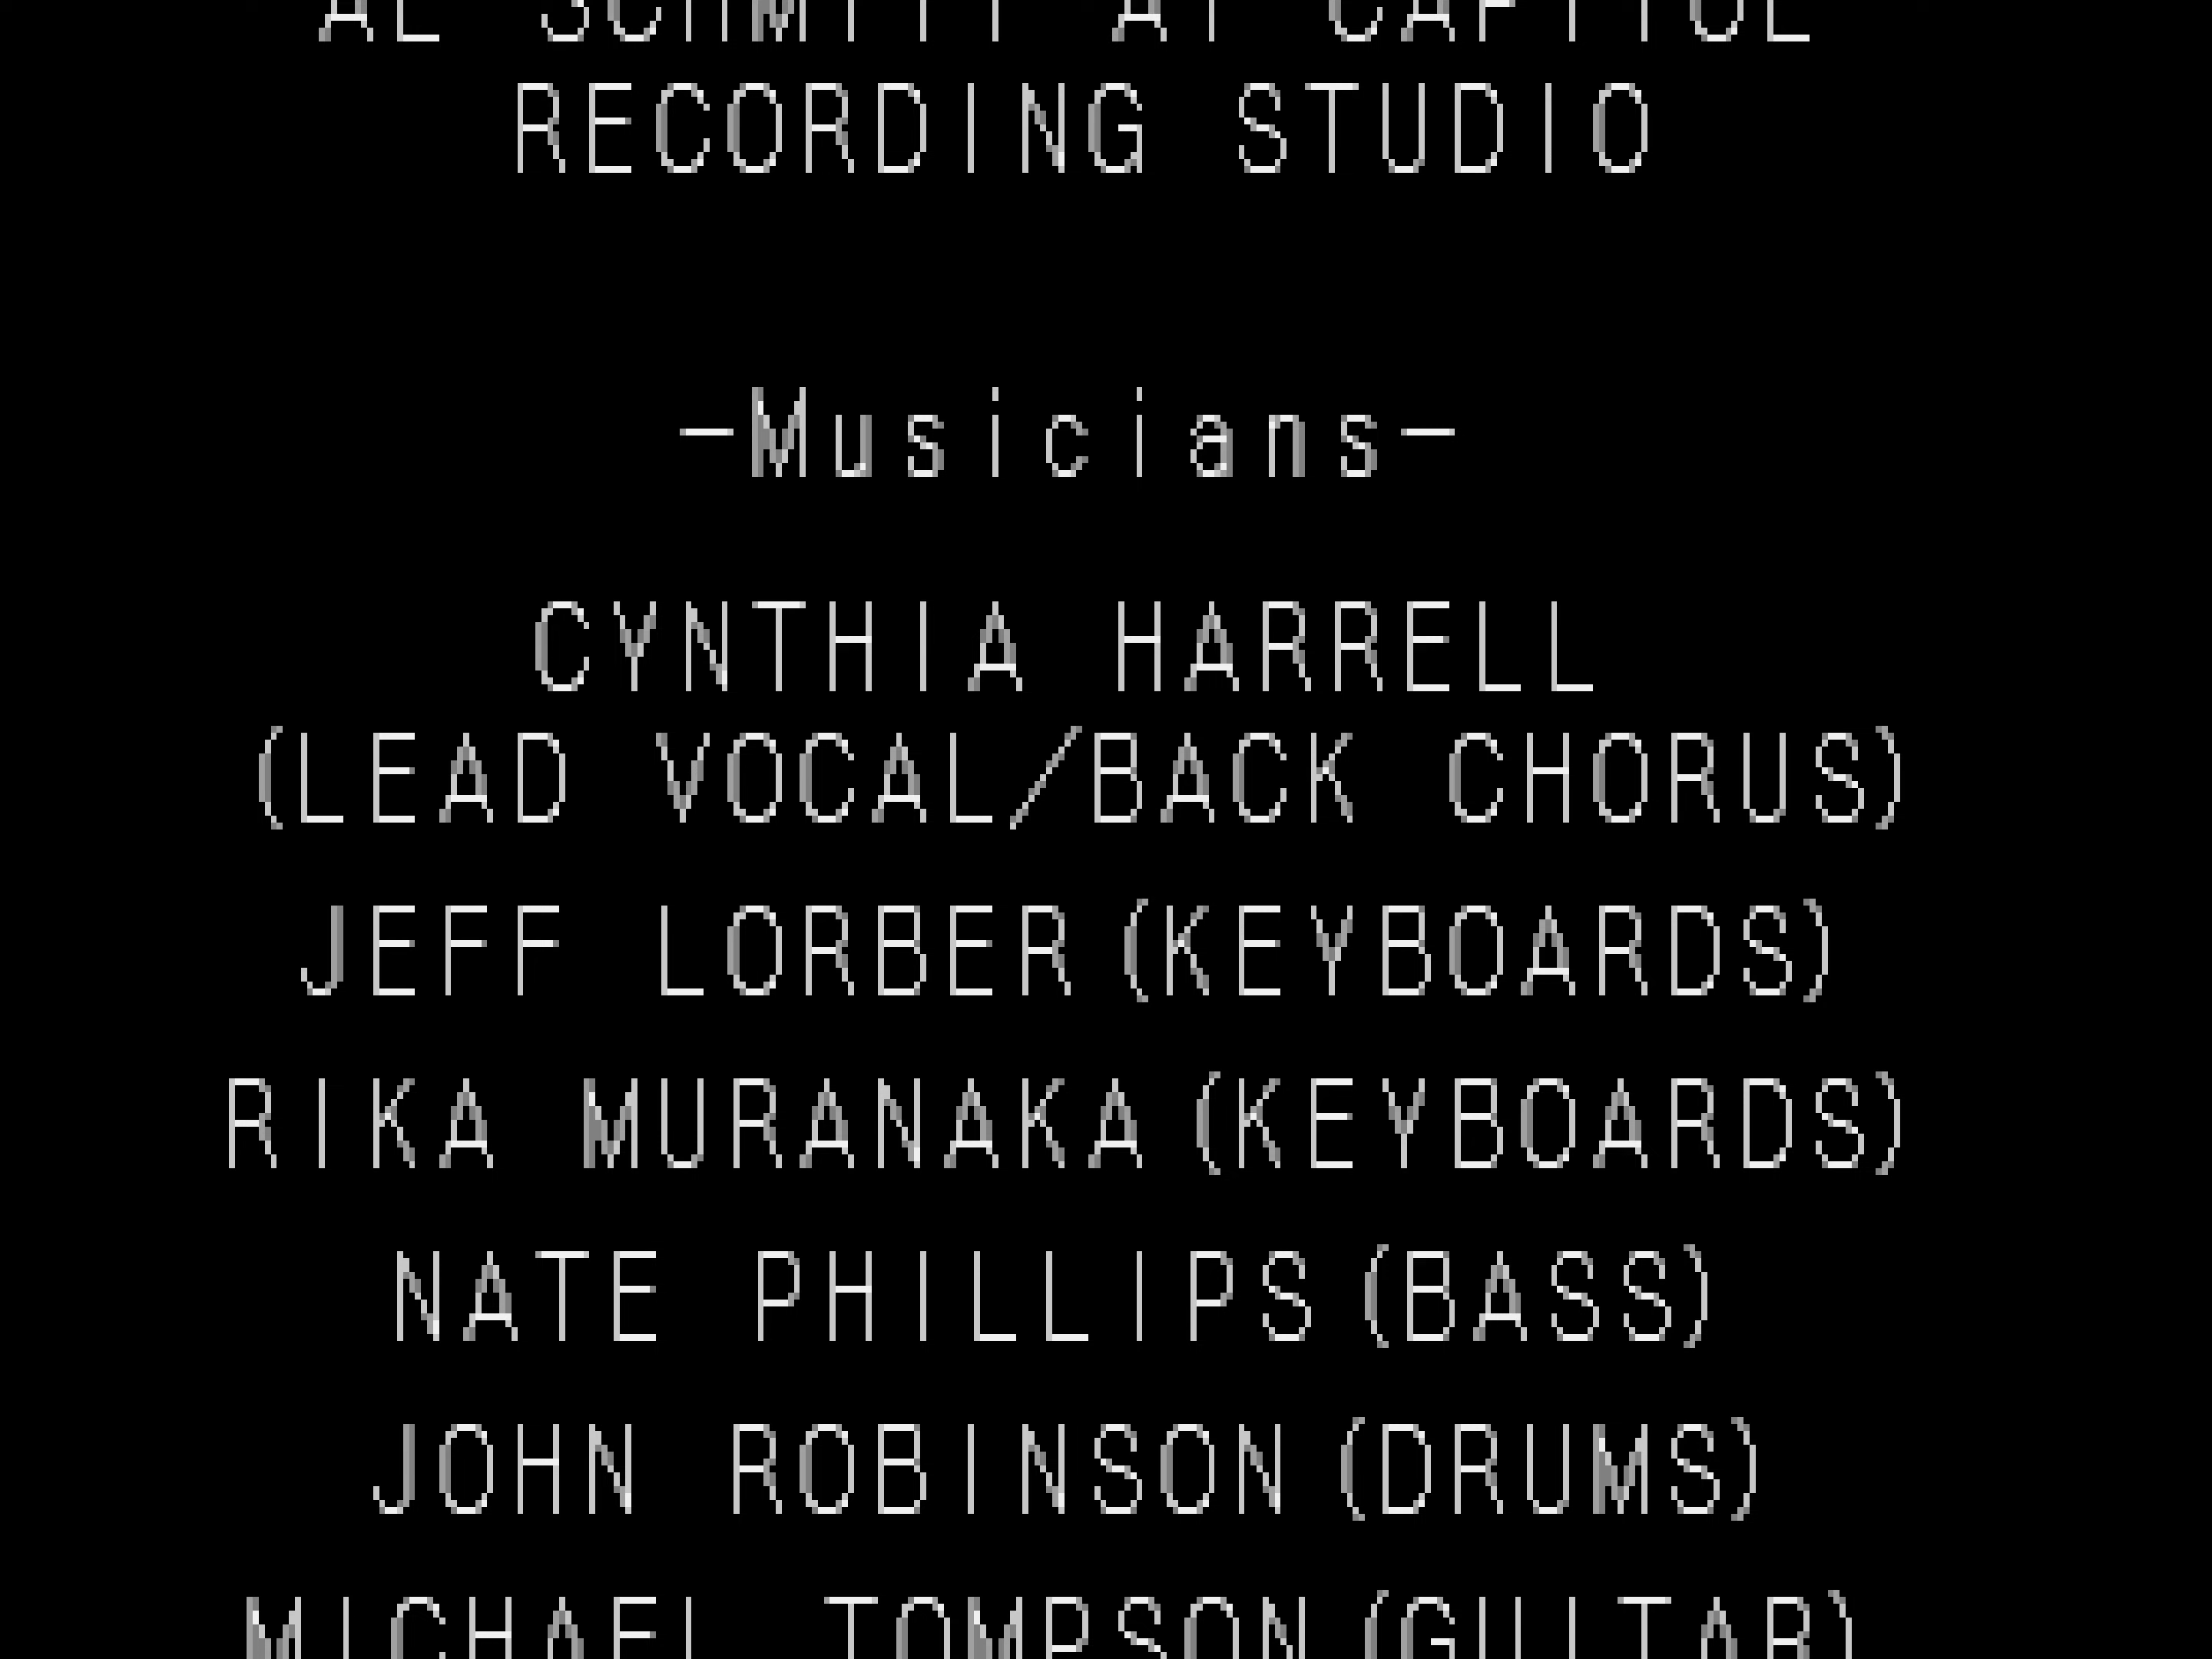 AL SCHMITT AT CAPITOL
RECORDING STUDIO
-Musicians-
CYNTHIA HARRELL
(LEAD VOCAL/BACK CHORUS)
JEFF LORBER(KEYBOARDS)
RIKA MURANAKA(KEYBOARDS)
NATE PHILLIPS(BASS)
JOHN ROBINSON(DRUMS)
MICHAEL TOMPSON(GUITAR)